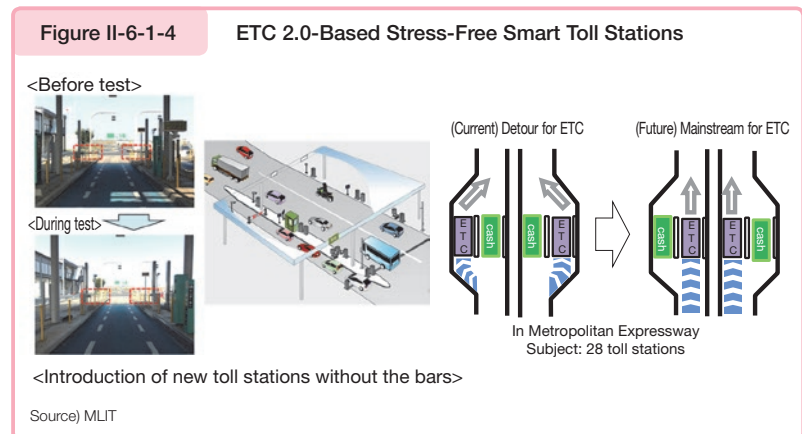 Figure II-6-1-4
ETC 2.0-Based Stress-Free Smart Toll Stations
<Before test>
<During test>
(Current) Detour for ETC
ETC
cash
cash
ETC
(Future) Mainstream for ETC
cash
ETC
ETC
cash
In Metropolitan Expressway
Subject: 28 toll stations
<Introduction of new toll stations without the bars>
Source) MLIT